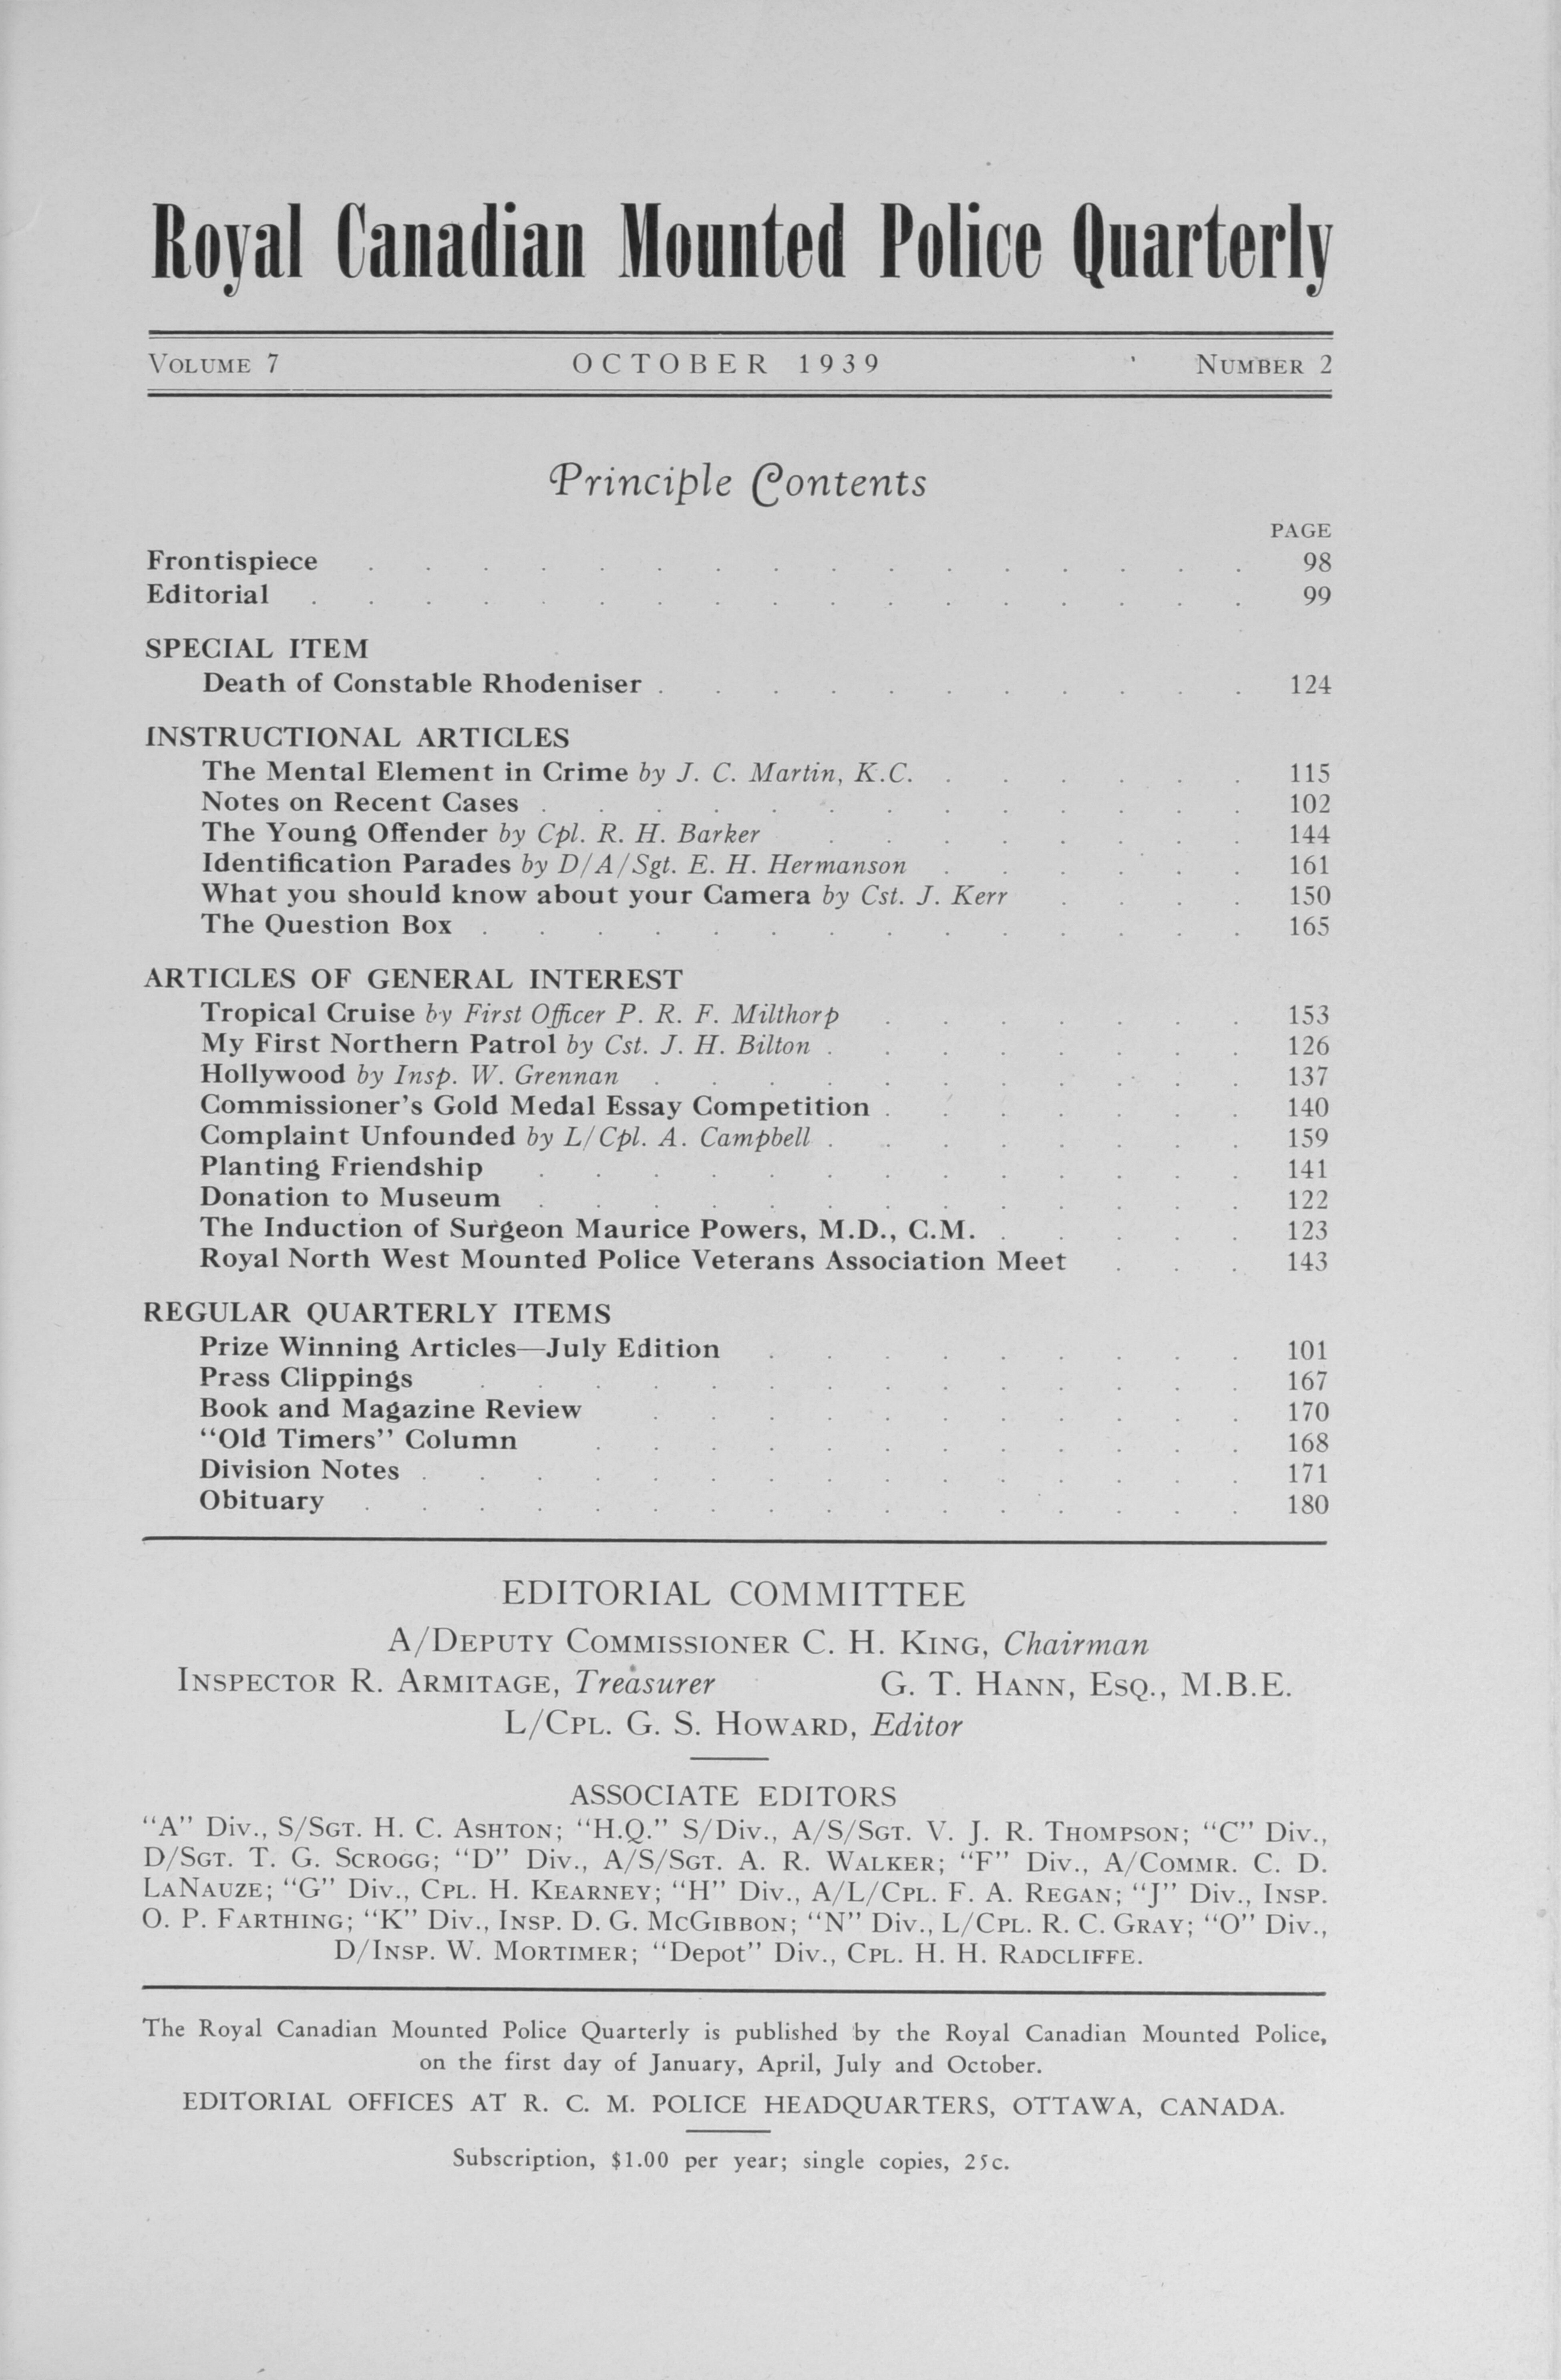 Royal Canadian Mounted Police Quarterly
VOLUME 7 OCTOBER 1939 NUMBER 2
Principle Contents
PAGE
Frontispiece . . . . . . . . . . . . . . . . 98
Editorial . . . . . . . . . . . . . . . . . 99
SPECIAL ITEM
Death of Constable Rhodeniser . . . . . . . . . . . 124
INSTRUCTIONAL ARTICLES
The Mental Element in Crime by J. C. Martin, K.C. . . . . . . 115
Notes on Recent Cases . . . . . . . . . . . . . 102
The Young Offender by Cpl. R. H. Barker . . . . . . . . 144
Identification Parades by D/A/Sgt. E. H. Hermanson . . . . . . 161
What you should know about your Camera by Cst. J. Kerr . . . . 150
The Question Box . . . . . . . . . . . . . . 165
ARTICLES OF GENERAL INTEREST
Tropical Cruise by First Officer P. R. F. Milthorp . . . . . . . 153
My First Northern Patrol by Cst. J. H. Bilton . . . . . . . . 126
Hollywood by Insp. W. Grennan . . . . . . . . . . . 137
Commissioner's Gold Medal Essay Competition . . . . . . . 140
Complaint Unfounded by L/Cpl. A. Campbell . . . . . . . . 159
Planting Friendship . . . . . . . . . . . . . 141
Donation to Museum . . . . . . . . . . . . . 122
The Induction of Surgeon Maurice Powers, M.D., C.M. . . . . . 123
Royal North West Mounted Police Veterans Association Meet . . . 143
REGULAR QUARTERLY ITEMS
Prize Winning Articles—July Edition . . . . . . . . . 101
Press Clippings . . . . . . . . . . . . . . 167
Book and Magazine Review . . . . . . . . . . . 170
“Old Timers” Column . . . . . . . . . . . . 168
Division Notes . . . . . . . . . . . . . . . 171
Obituary . . . . . . . . . . . . . . . . 180
EDITORIAL COMMITTEE
A/DEPUTY COMMISSIONER C. H. KING, Chairman
INSPECTOR R. ARMITAGE, Treasurer G. T. HANN, ESQ., M.B.E.
L/CPL. G. S. HOWARD, Editor
ASSOCIATE EDITORS
“A” Div., S/SGT. H. C. ASHTON; “H.Q.” S/Div., A/S/SGT. V. J. R. THOMPSON; “C” Div.,
D/SGT. T. G. SCROGG; “D” Div., A/S/SGT. A. R. WALKER; “F” Div., A/COMMR. C. D.
LANAUZE; “G” Div., CPL. H. KEARNEY; “H” Div., A/L/CPL. F. A. REGAN; “J” Div., INSP.
O. P. FARTHING; “K” Div., INSP. D. G. MCGIBBON; “N” Div., L/CPL. R. C. GRAY; “O” Div.,
D/INSP. W. MORTIMER; “Depot” Div., CPL. H. H. RADCLIFFE.
The Royal Canadian Mounted Police Quarterly is published by the Royal Canadian Mounted Police,
on the first day of January, April, July and October.
EDITORIAL OFFICES AT R. C. M. POLICE HEADQUARTERS, OTTAWA, CANADA.
Subscription, $1.00 per year; single copies, 25c.